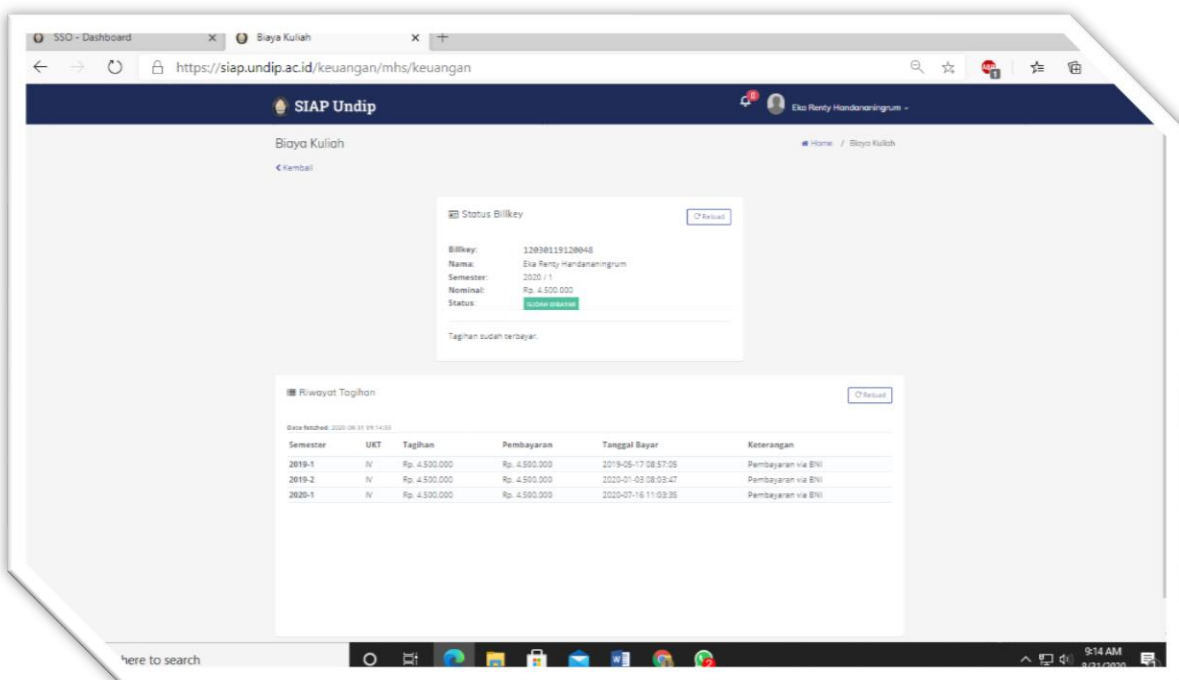 SSO - Dashboard
Biaya Kuliah
https://siap.undip.ac.id/keuangan/mhs/keuangan
SIAP Undip
Eka Renty Handananingrum
Biaya Kuliah
Home / Biaya Kuliah
Kembali
Status Billkey
Reload
Billkey: 12030119120048
Nama: Eka Renty Handananingrum
Semester: 2020 / 1
Nominal: Rp. 4.500.000
Status: SUDAH DIBAYAR
Tagihan sudah terbayar.
Riwayat Tagihan
Reload
Data fetched:
Semester UKT Tagihan Pembayaran Tanggal Bayar Keterangan
2019-1 IV Rp. 4.500.000 Rp. 4.500.000 2019-05-17 08:57:05 Pembayaran via BNI
2019-2 IV Rp. 4.500.000 Rp. 4.500.000 2020-01-03 08:03:47 Pembayaran via BNI
2020-1 IV Rp. 4.500.000 Rp. 4.500.000 2020-07-16 11:03:35 Pembayaran via BNI
here to search
9:14 AM